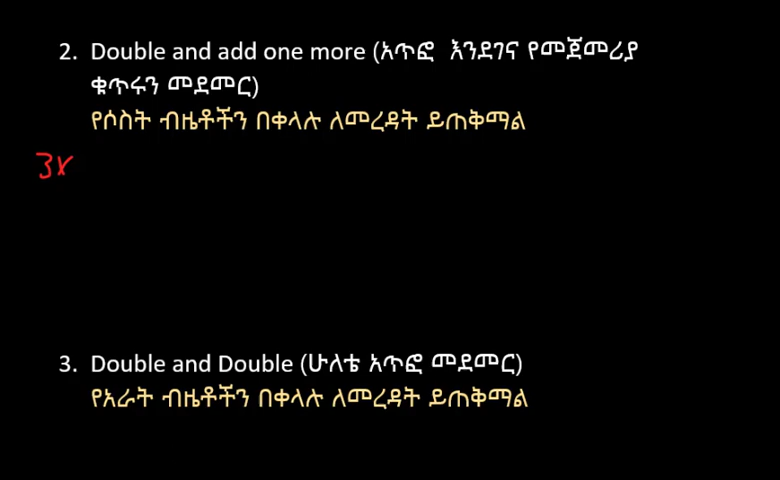 2. Double and add one more (አጥፎ እንደገና የመጀመሪያ
ቁጥሩን መደመር)
የሶስት ብዜቶችን በቀላሉ ለመረዳት ይጠቅማል
3x
3. Double and Double (ሁለቴ አጥፎ መደመር)
የአራት ብዜቶችን በቀላሉ ለመረዳት ይጠቅማል